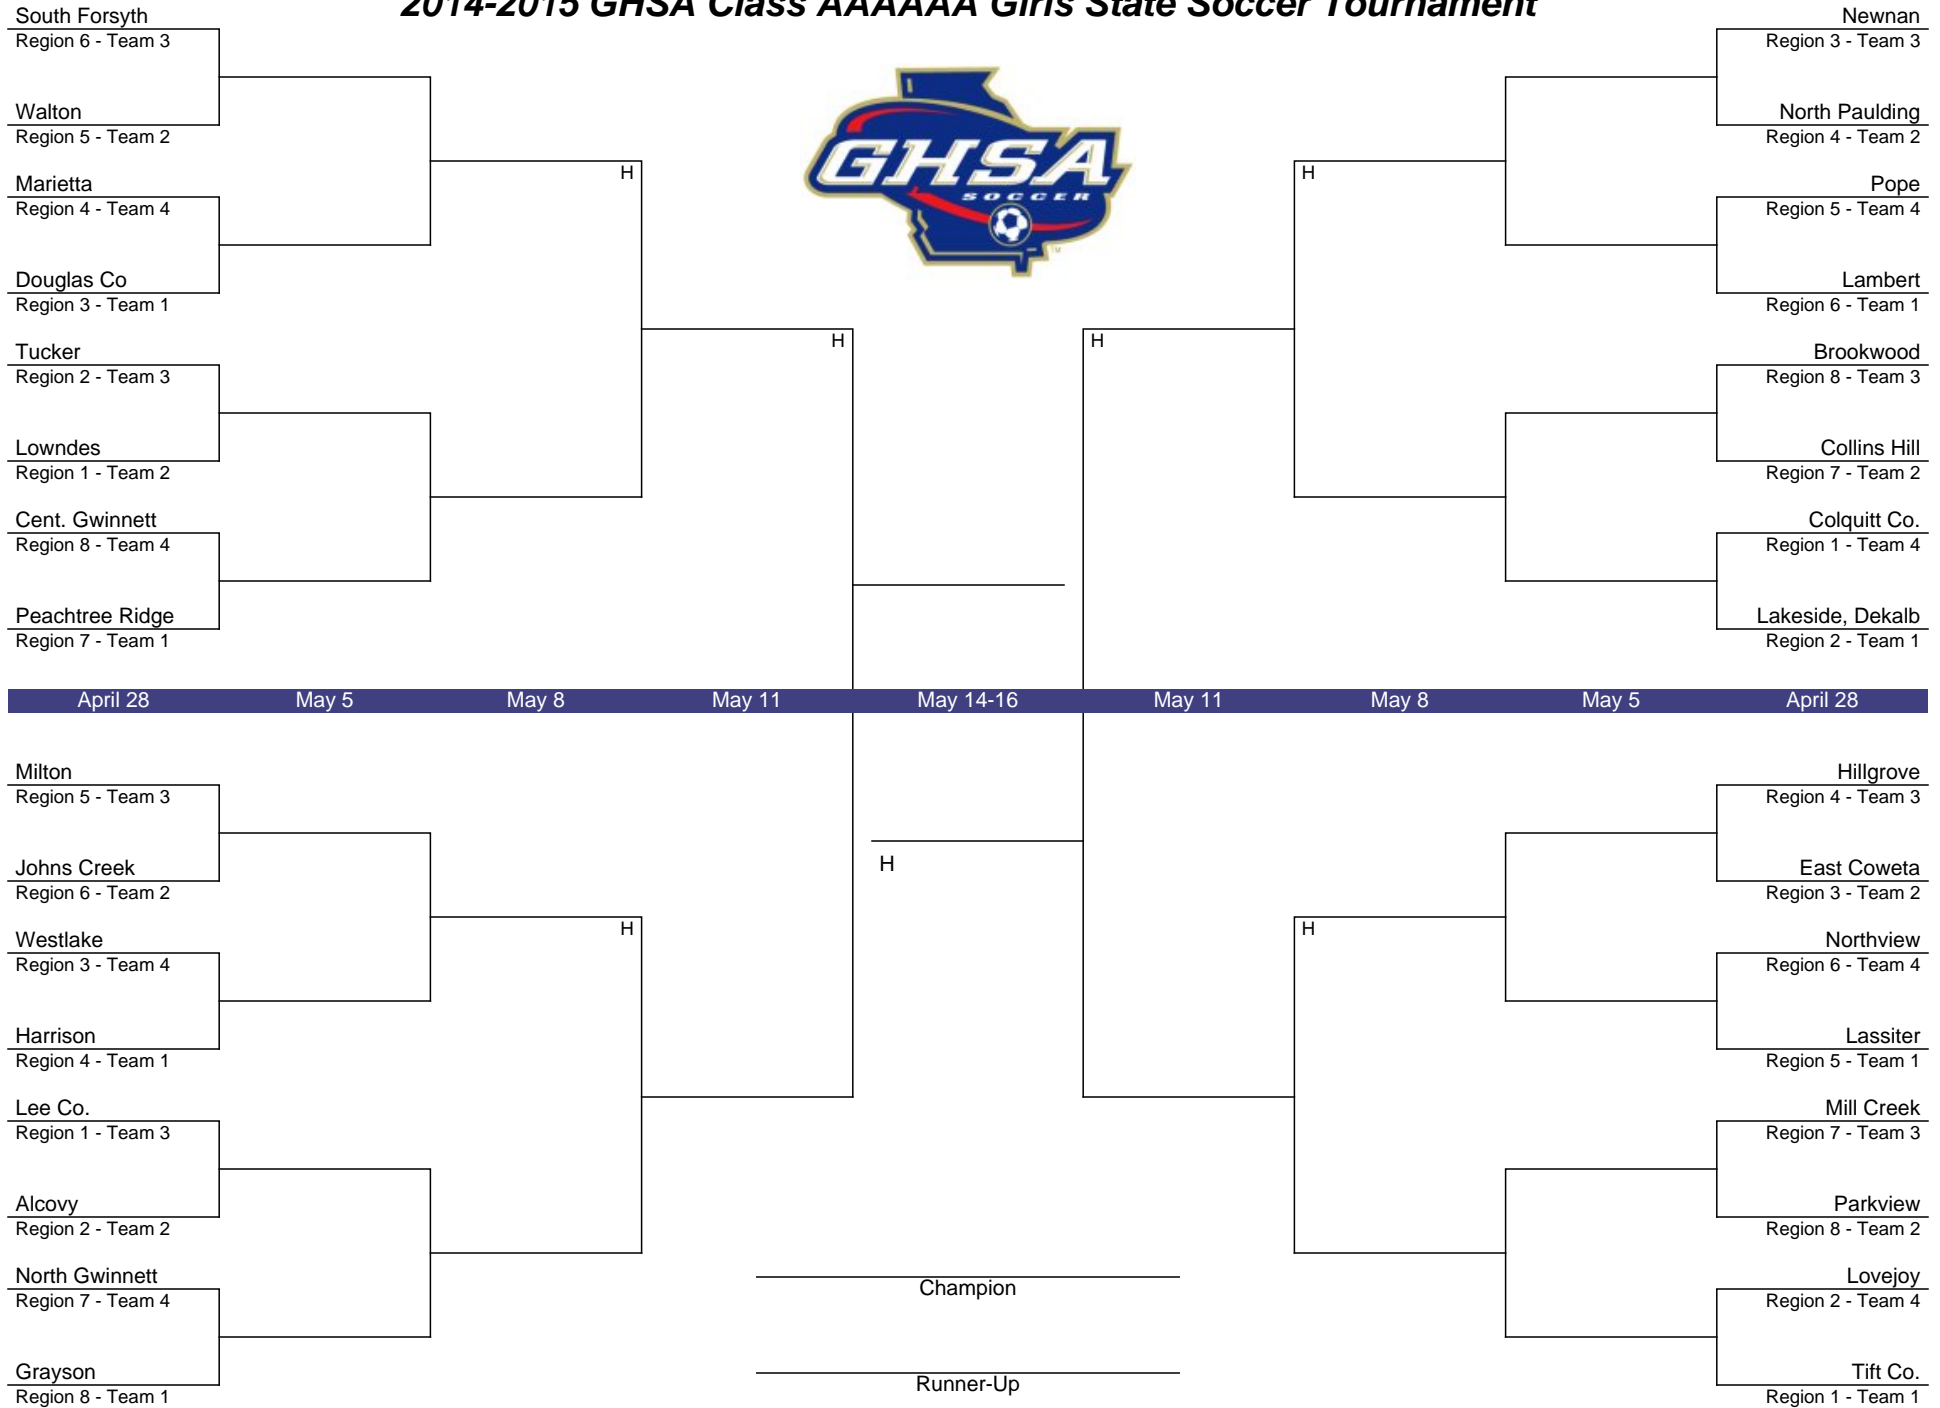 2014-2015 GHSA Class AAAAAA Girls State Soccer Tournament
South Forsyth
Region 6 - Team 3
Walton
Region 5 - Team 2
Marietta
Region 4 - Team 4
Douglas Co
Region 3 - Team 1
Tucker
Region 2 - Team 3
Lowndes
Region 1 - Team 2
Cent. Gwinnett
Region 8 - Team 4
Peachtree Ridge
Region 7 - Team 1
H
H
GHSA
SOCCER
TM
H
H
Newnan
Region 3 - Team 3
North Paulding
Region 4 - Team 2
Pope
Region 5 - Team 4
Lambert
Region 6 - Team 1
Brookwood
Region 8 - Team 3
Collins Hill
Region 7 - Team 2
Colquitt Co.
Region 1 - Team 4
Lakeside, Dekalb
Region 2 - Team 1
April 28 May 5 May 8 May 11 May 14-16 May 11 May 8 May 5 April 28
Milton
Region 5 - Team 3
Johns Creek
Region 6 - Team 2
Westlake
Region 3 - Team 4
Harrison
Region 4 - Team 1
Lee Co.
Region 1 - Team 3
Alcovy
Region 2 - Team 2
North Gwinnett
Region 7 - Team 4
Grayson
Region 8 - Team 1
H
H
H
Champion
Runner-Up
Hillgrove
Region 4 - Team 3
East Coweta
Region 3 - Team 2
Northview
Region 6 - Team 4
Lassiter
Region 5 - Team 1
Mill Creek
Region 7 - Team 3
Parkview
Region 8 - Team 2
Lovejoy
Region 2 - Team 4
Tift Co.
Region 1 - Team 1